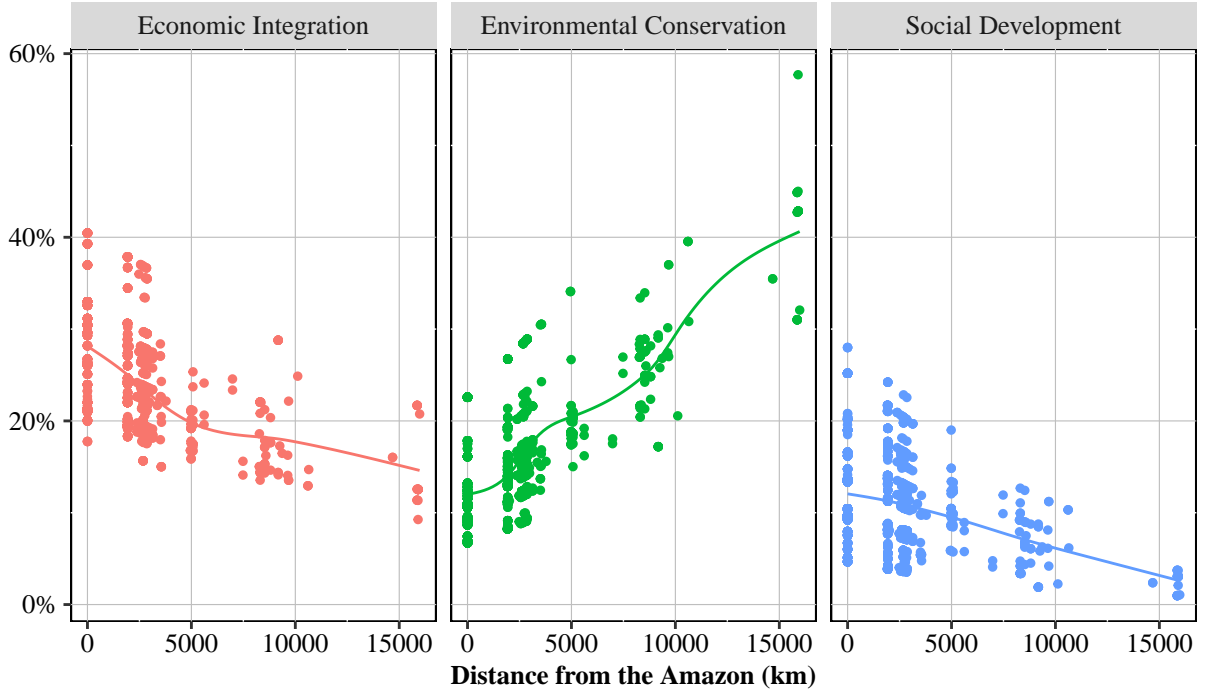 Economic Integration
Environmental Conservation
Social Development
60%
40%
20%
0%
0 5000 10000 15000
0 5000 10000 15000
0 5000 10000 15000
Distance from the Amazon (km)